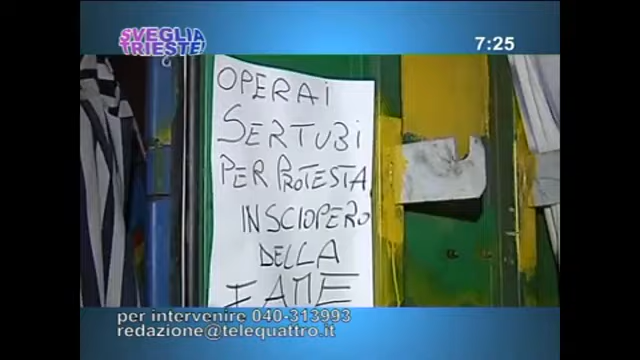 SVEGLIA
TRIESTE!
7:25
OPERAI
SERTUBI
PER PROTESTA
IN SCIOPERO
DELLA
FAME
per intervenire 040-313993
redazione@telequattro.it